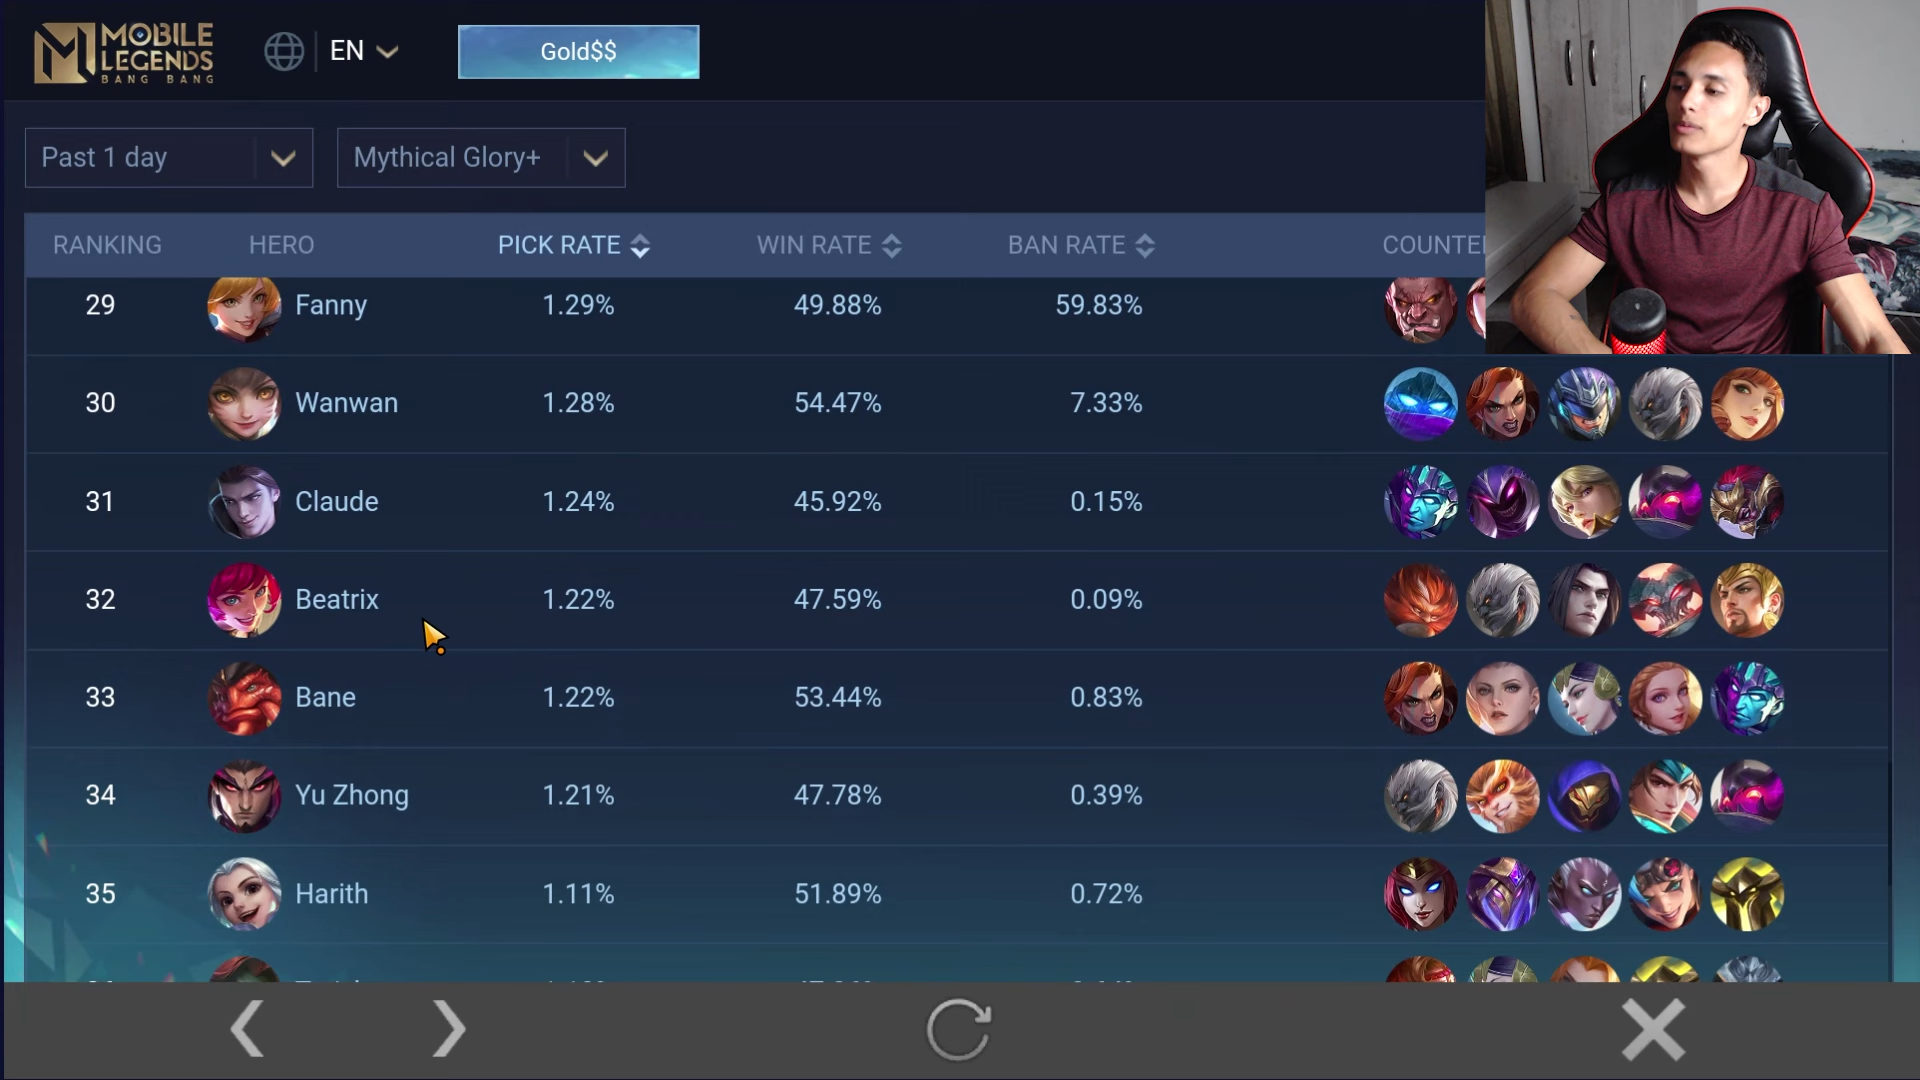 MOBILE
LEGENDS
BANG BANG
EN
Gold$$
Past 1 day
Mythical Glory+
RANKING HERO PICK RATE WIN RATE BAN RATE COUNTE
29 Fanny 1.29% 49.88% 59.83%
30 Wanwan 1.28% 54.47% 7.33%
31 Claude 1.24% 45.92% 0.15%
32 Beatrix 1.22% 47.59% 0.09%
33 Bane 1.22% 53.44% 0.83%
34 Yu Zhong 1.21% 47.78% 0.39%
35 Harith 1.11% 51.89% 0.72%